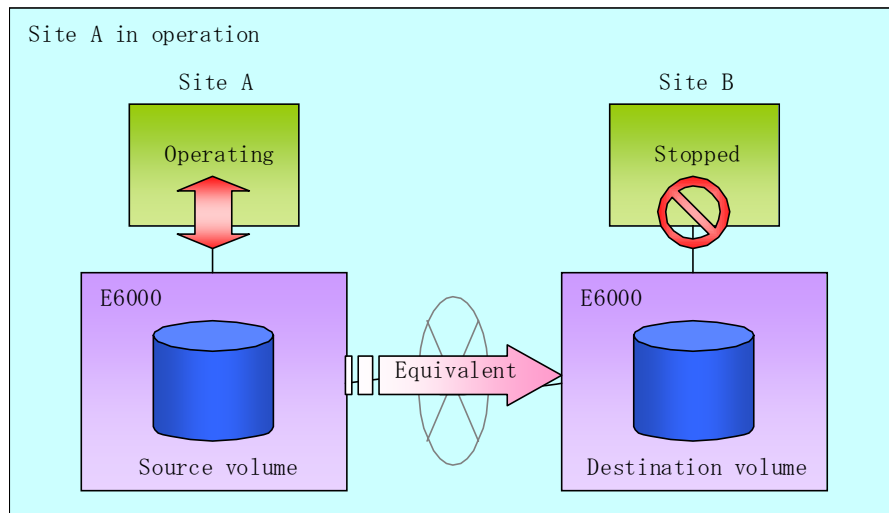 Site A in operation
Site A
Site B
Operating
Stopped
E6000
E6000
Equivalent
Source volume
Destination volume